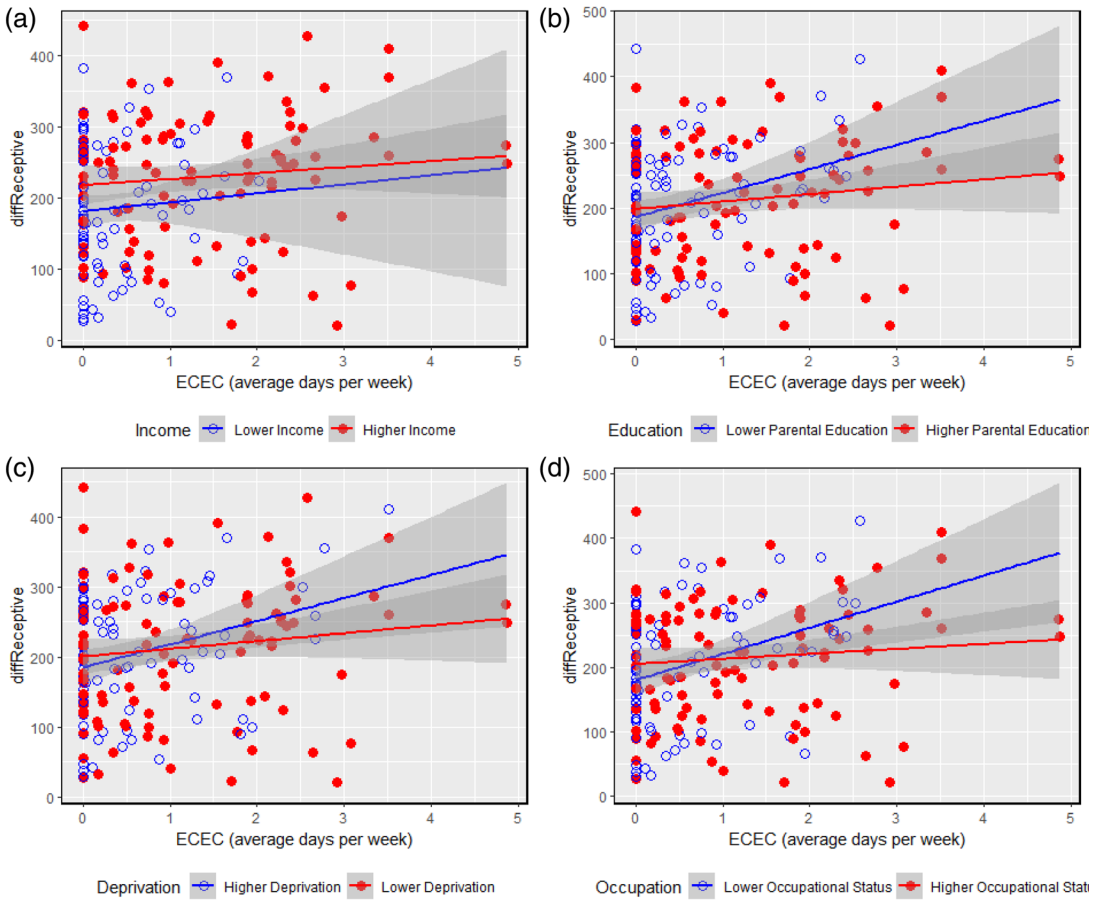 (a)
400
300
200
100
0
diffReceptive
0 1 2 3 4 5
ECEC (average days per week)
Income Lower Income Higher Income
(b)
500
400
300
200
100
0
diffReceptive
0 1 2 3 4 5
ECEC (average days per week)
Education Lower Parental Education Higher Parental Education
(c)
400
300
200
100
0
diffReceptive
0 1 2 3 4 5
ECEC (average days per week)
Deprivation Higher Deprivation Lower Deprivation
(d)
500
400
300
200
100
0
diffReceptive
0 1 2 3 4 5
ECEC (average days per week)
Occupation Lower Occupational Status Higher Occupational Statu